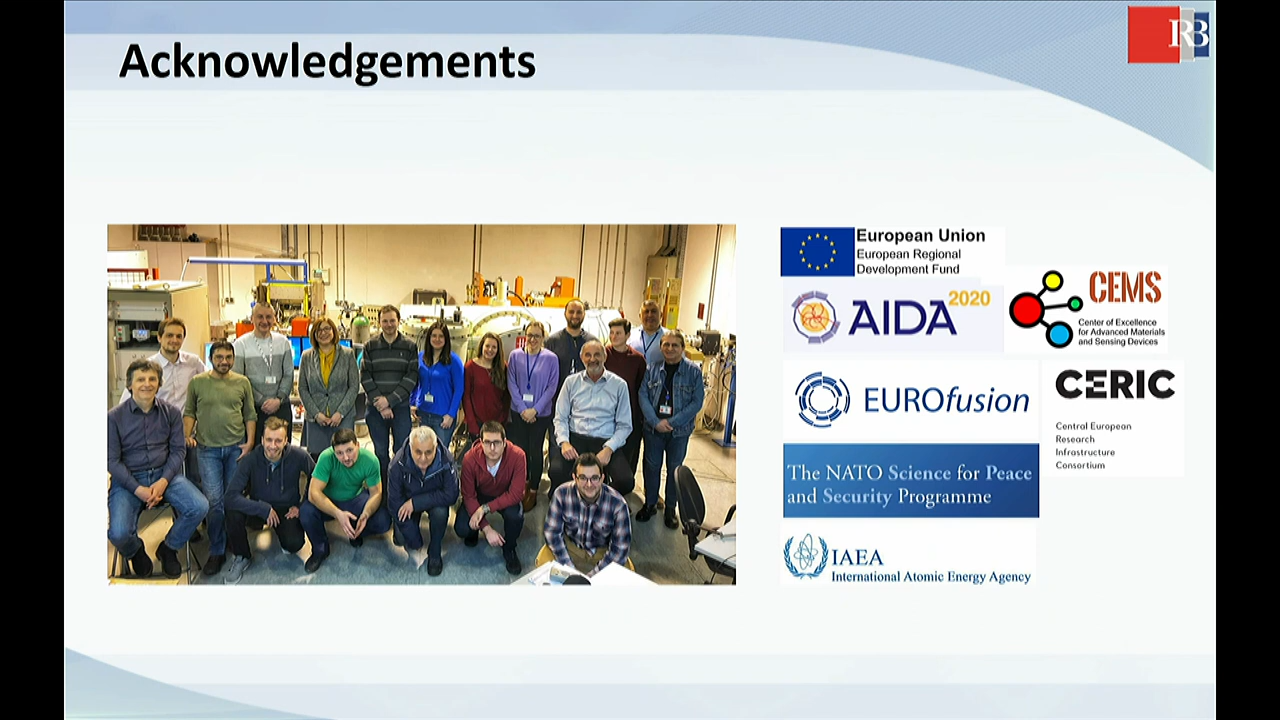 Acknowledgements
RB
European Union
European Regional
Development Fund
AIDA 2020
CEMS
Center of Excellence
for Advanced Materials
and Sensing Devices
EUROfusion
CERIC
Central European
Research
Infrastructure
Consortium
The NATO Science for Peace
and Security Programme
IAEA
International Atomic Energy Agency